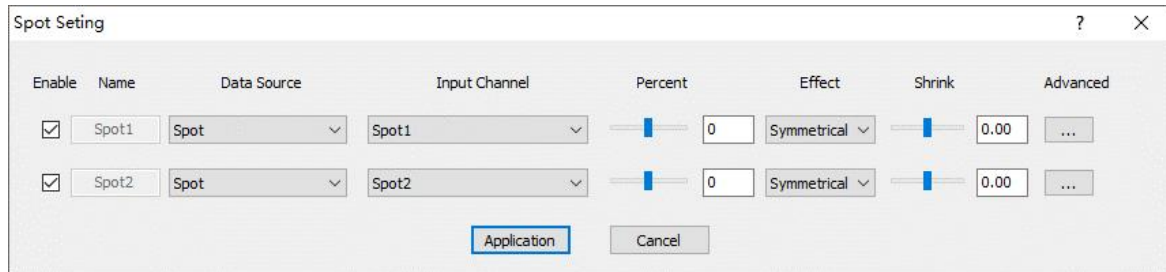 Spot Seting ?
Enable Name Data Source Input Channel Percent Effect Shrink Advanced
Spot1 Spot Spot1 0 Symmetrical 0.00 ...
Spot2 Spot Spot2 0 Symmetrical 0.00 ...
Application Cancel